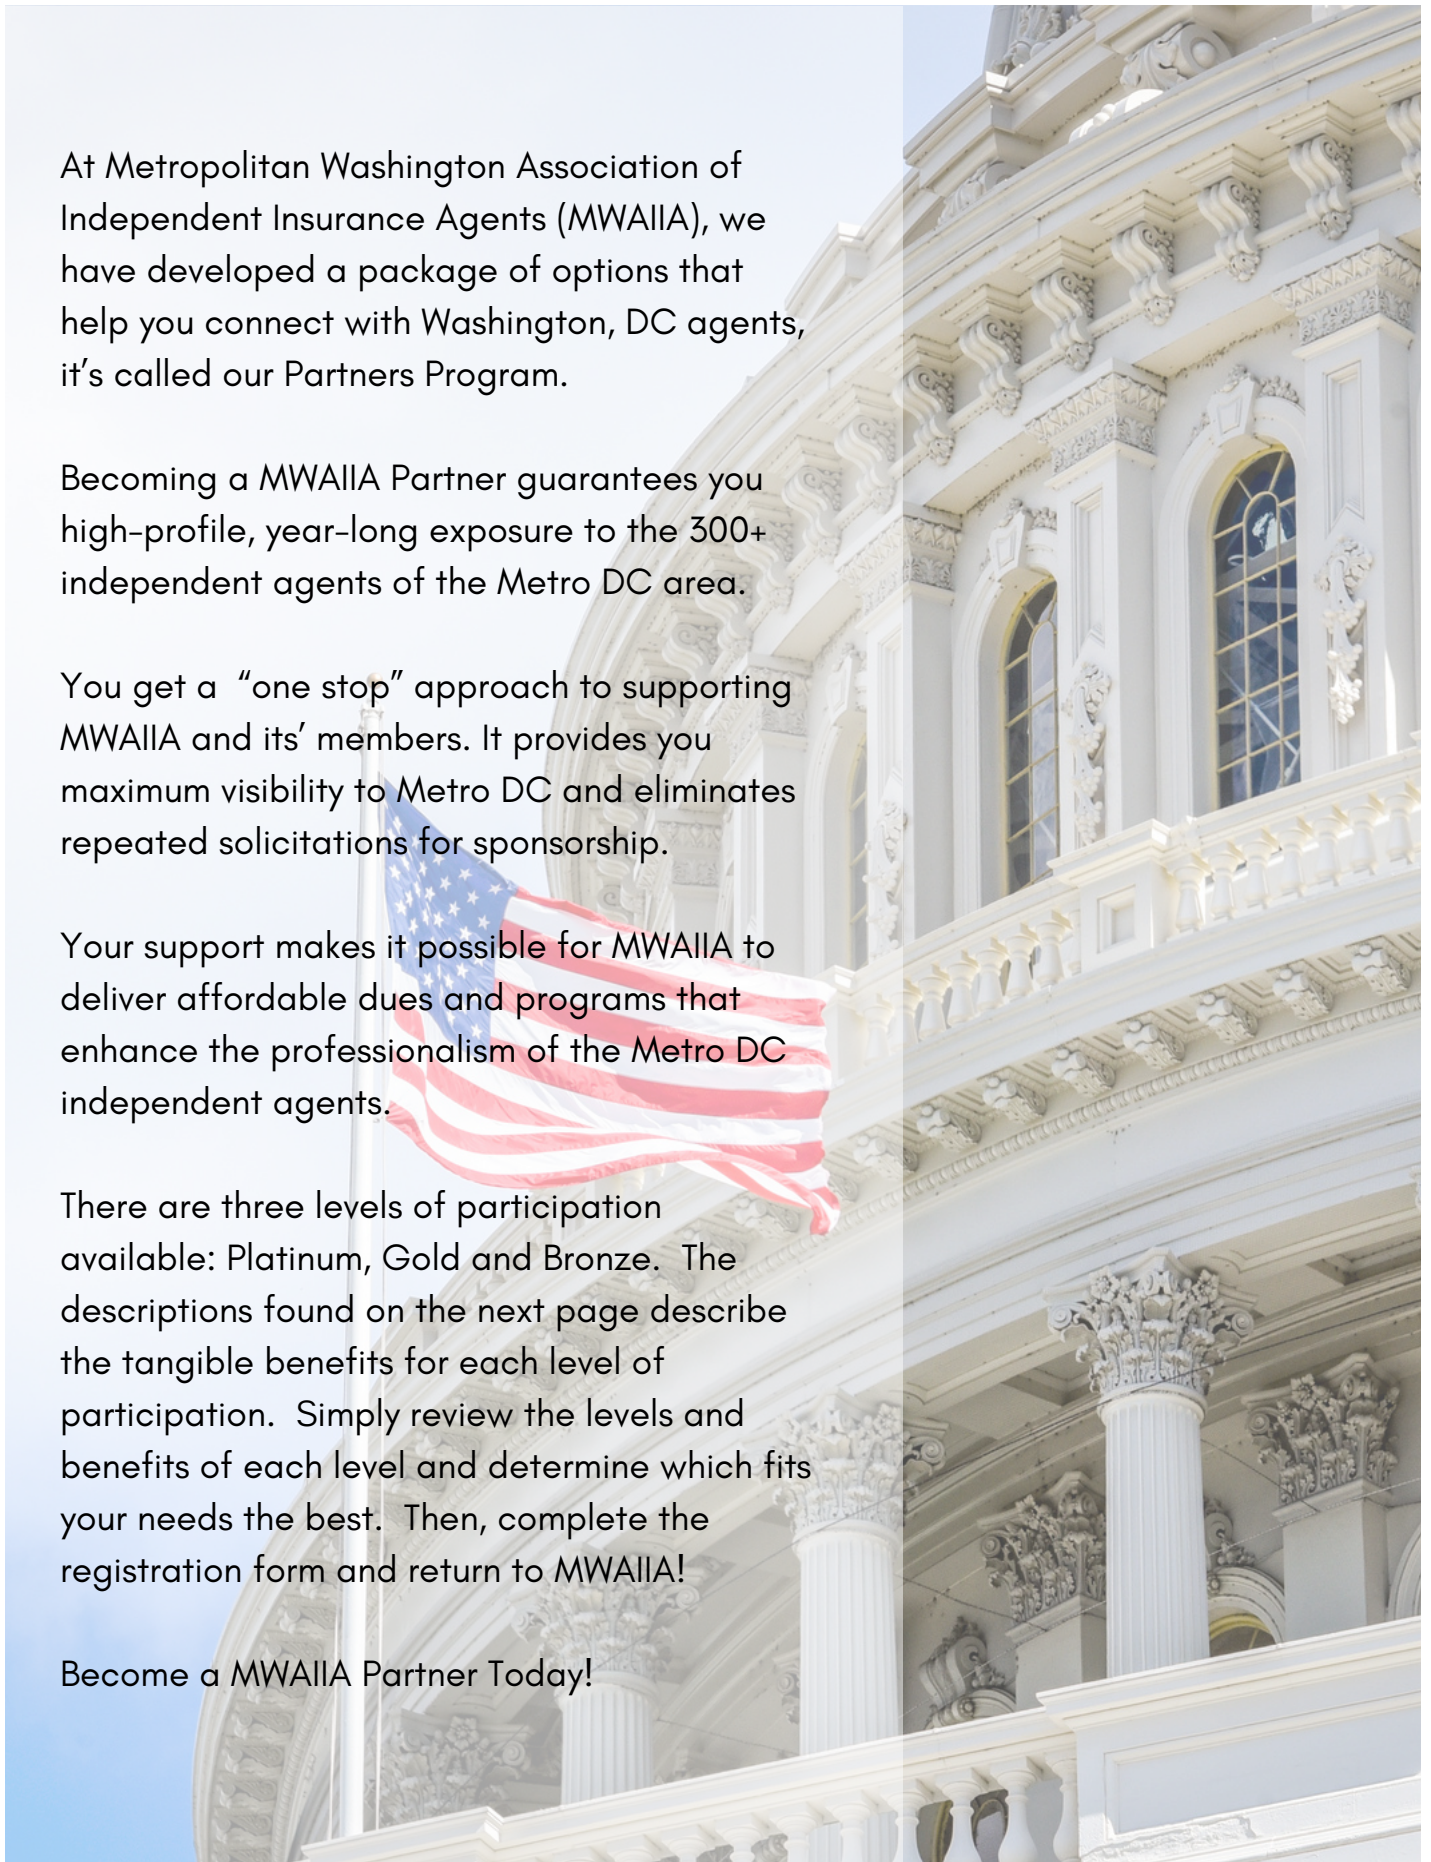 At Metropolitan Washington Association of
Independent Insurance Agents (MWAIIA), we
have developed a package of options that
help you connect with Washington, DC agents,
it’s called our Partners Program.
Becoming a MWAIIA Partner guarantees you
high-profile, year-long exposure to the 300+
independent agents of the Metro DC area.
You get a  “one stop” approach to supporting
MWAIIA and its’ members. It provides you
maximum visibility to Metro DC and eliminates
repeated solicitations for sponsorship.
Your support makes it possible for MWAIIA to
deliver affordable dues and programs that
enhance the professionalism of the Metro DC
independent agents.
There are three levels of participation
available: Platinum, Gold and Bronze.  The
descriptions found on the next page describe
the tangible benefits for each level of
participation.  Simply review the levels and
benefits of each level and determine which fits
your needs the best.  Then, complete the
registration form and return to MWAIIA!
Become a MWAIIA Partner Today!